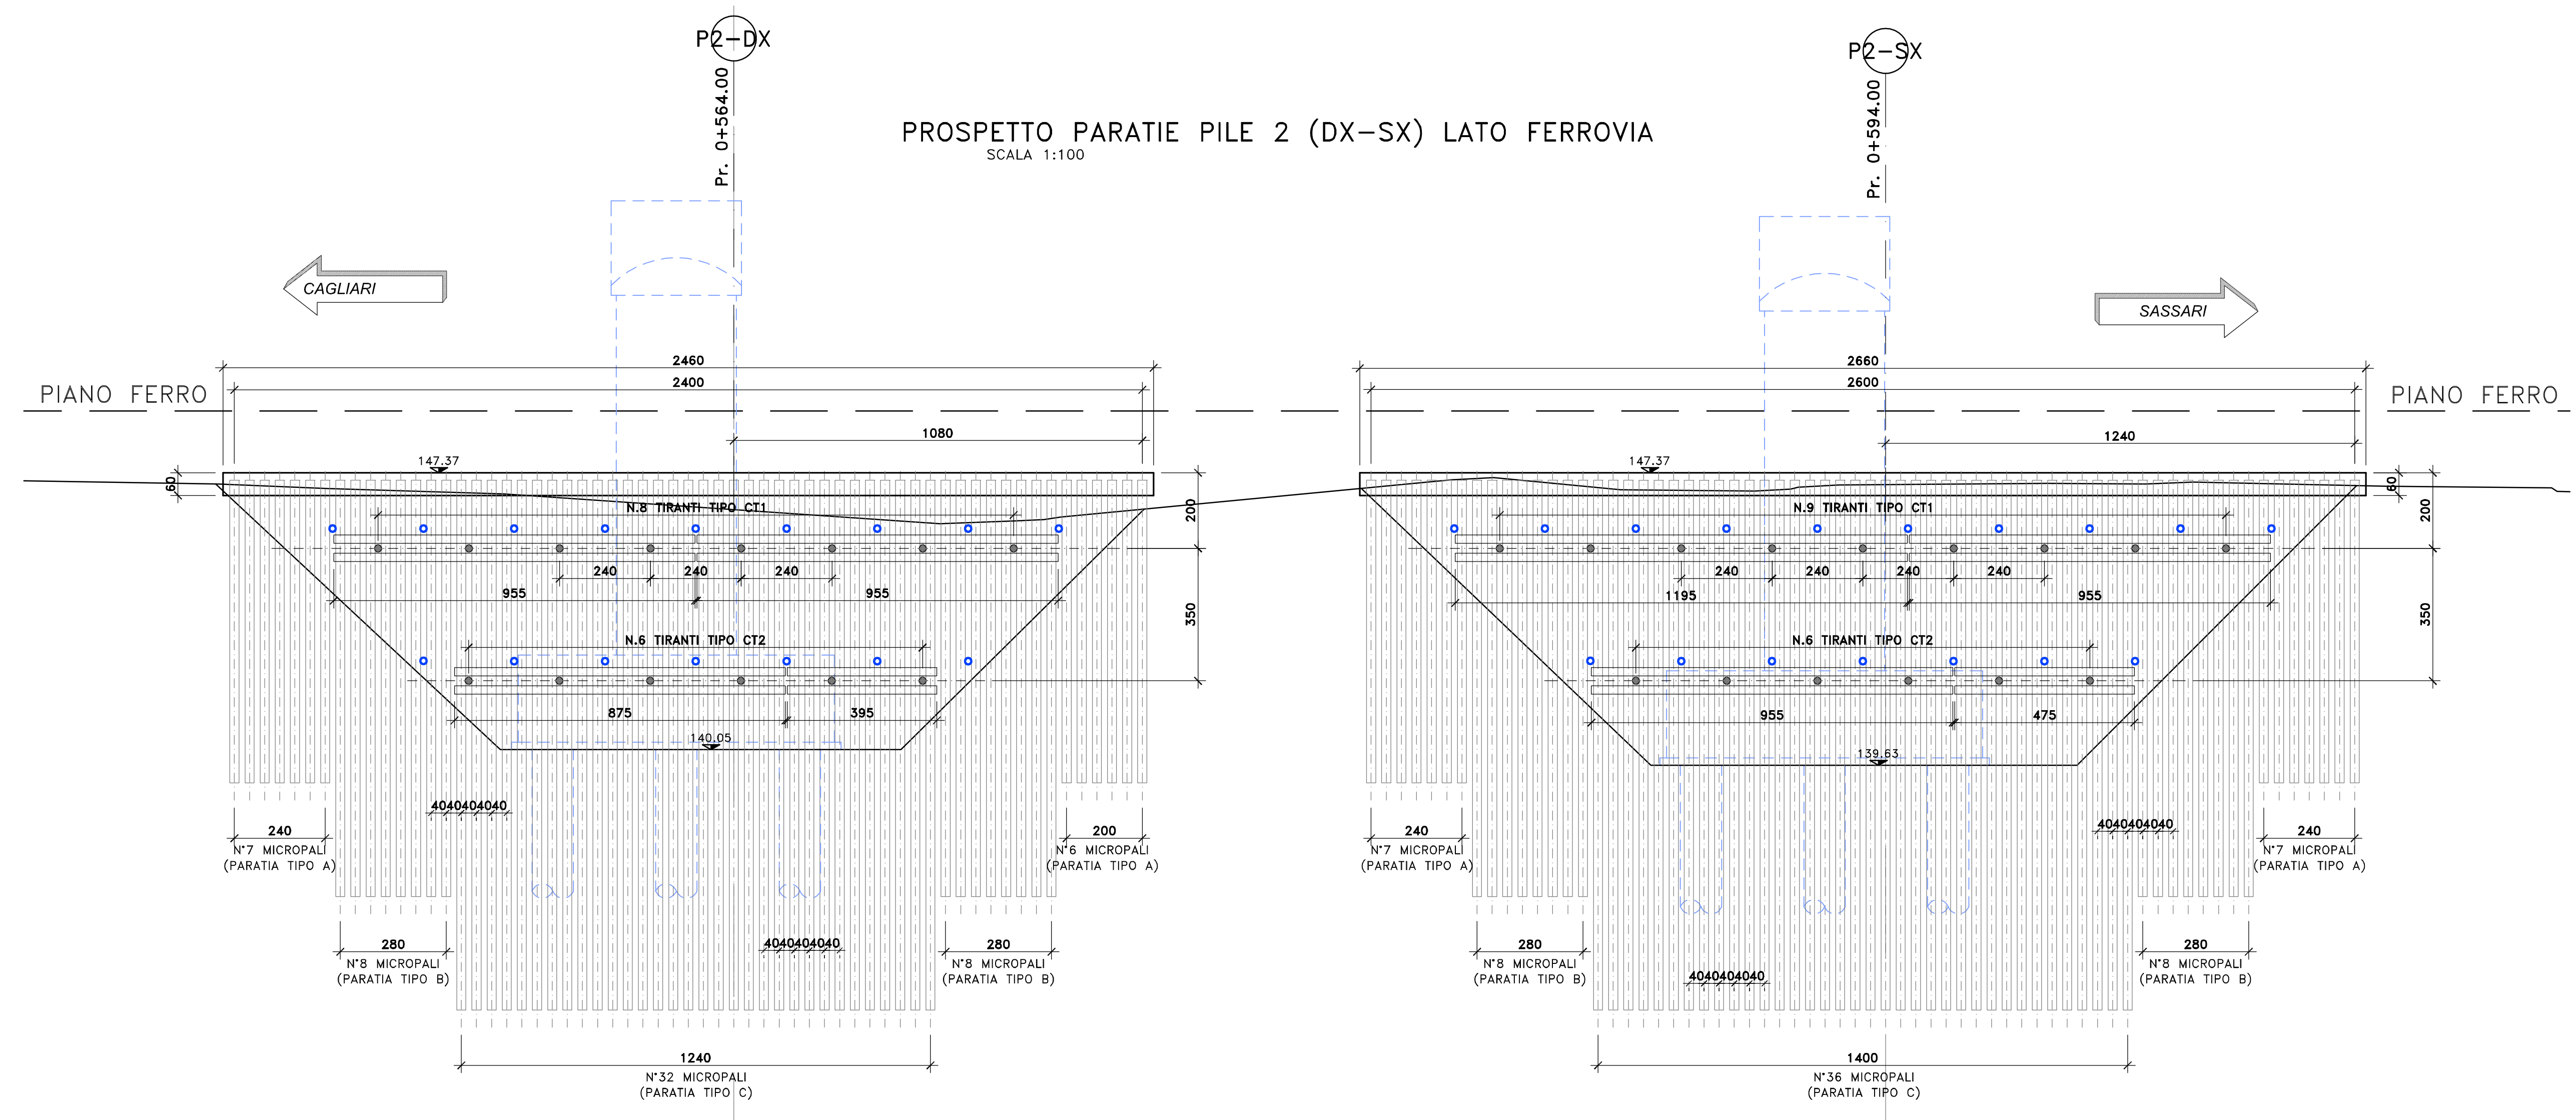 P2-DX
P2-SX
Pr. 0+564.00
Pr. 0+594.00
PROSPETTO PARATIE PILE 2 (DX-SX) LATO FERROVIA
SCALA 1:100
CAGLIARI
SASSARI
2460
2660
2400
2600
PIANO FERRO
PIANO FERRO
1080
1240
147.37
147.37
60
60
200
200
N.8 TIRANTI TIPO CT1
N.9 TIRANTI TIPO CT1
240
240
240
240
240
240
240
955
955
1195
955
350
350
N.6 TIRANTI TIPO CT2
N.6 TIRANTI TIPO CT2
875
395
955
475
140.05
139.63
4040404040
4040404040
240
200
240
240
N°7 MICROPALI
(PARATIA TIPO A)
N°6 MICROPALI
(PARATIA TIPO A)
N°7 MICROPALI
(PARATIA TIPO A)
N°7 MICROPALI
(PARATIA TIPO A)
4040404040
4040404040
280
280
280
280
N°8 MICROPALI
(PARATIA TIPO B)
N°8 MICROPALI
(PARATIA TIPO B)
N°8 MICROPALI
(PARATIA TIPO B)
N°8 MICROPALI
(PARATIA TIPO B)
1240
1400
N°32 MICROPALI
(PARATIA TIPO C)
N°36 MICROPALI
(PARATIA TIPO C)